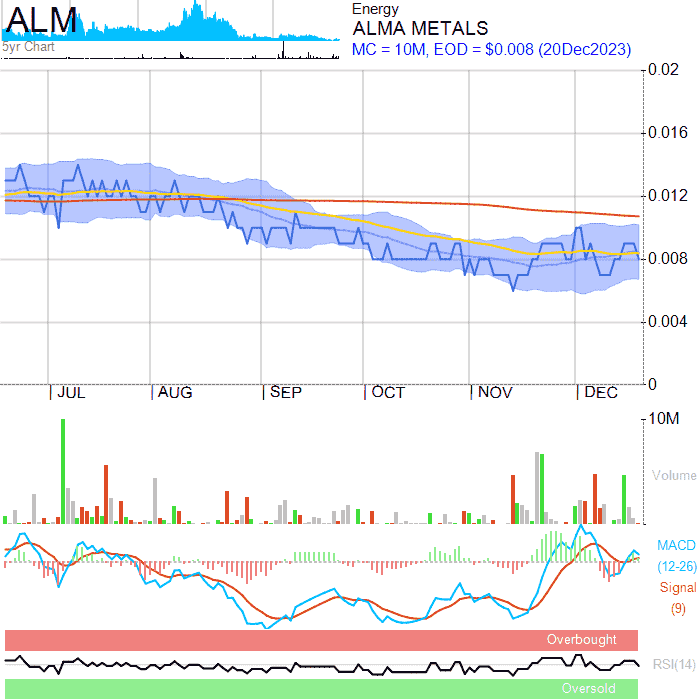 ALM
5yr Chart
Energy
ALMA METALS
MC = 10M, EOD = $0.008 (20Dec2023)
0.02
0.016
0.012
0.008
0.004
0
JUL AUG SEP OCT NOV DEC
10M
Volume
MACD
(12-26)
Signal
(9)
Overbought
RSI(14)
Oversold